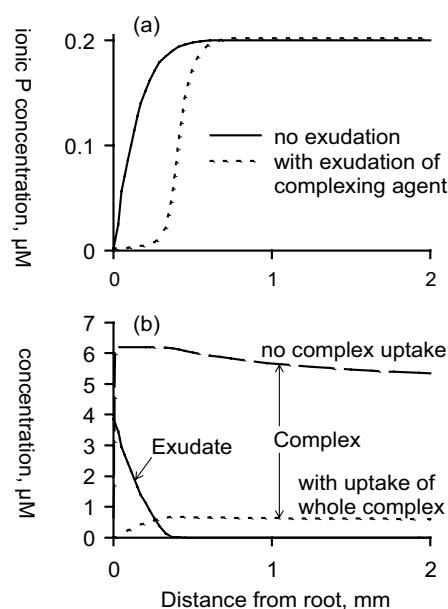 (a)
ionic P concentration, µM
0.2
0.1
0
no exudation
with exudation of
complexing agent
0
1
2
(b)
concentration, µM
7
6
5
4
3
2
1
0
no complex uptake
Exudate
Complex
with uptake of
whole complex
0
1
2
Distance from root, mm